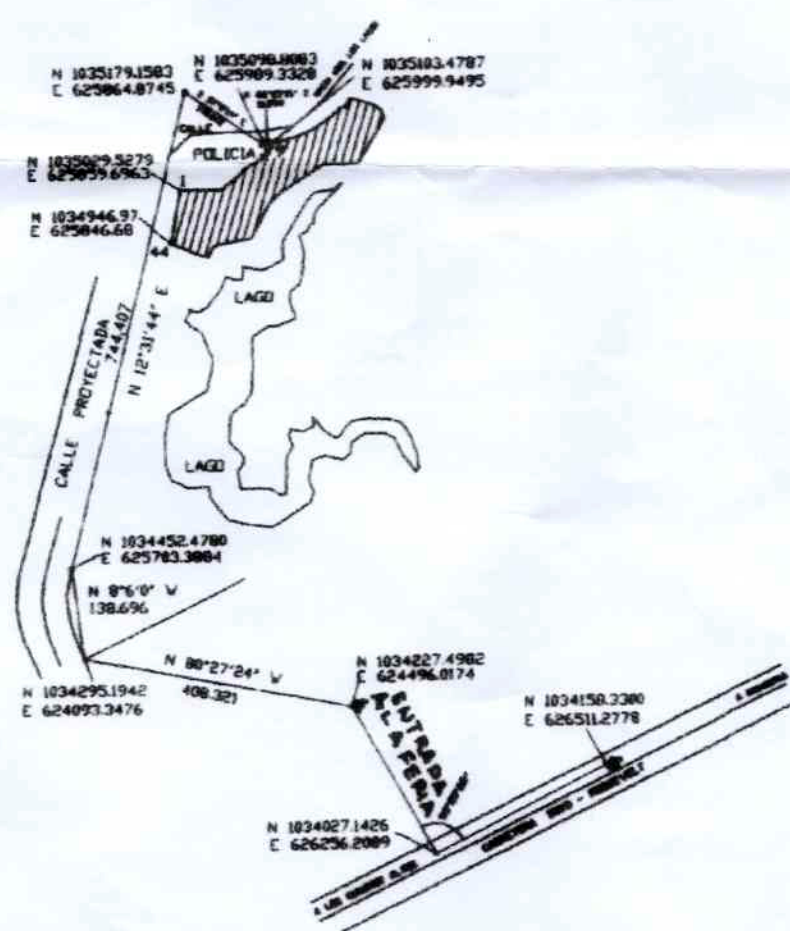 N 1035179.1583
E 625864.8745
N 1035098.8083
E 625989.3328
N 1035103.4787
E 625999.9495
CALLE
POLICIA
N 1035029.5279
E 625859.6963
1
N 1034946.97
E 625846.68
44
LAGO
CALLE PROYECTADA
744.407
N 12°31'44" E
LAGO
N 1034452.4780
E 625783.3884
N 8°6'0" W
138.696
N 80°27'24" W
408.321
N 1034295.1942
E 624093.3476
N 1034227.4982
E 624496.0174
ENTRADA
A LA FERIA
N 1034158.3380
E 626511.2778
N 1034027.1426
E 626256.2089